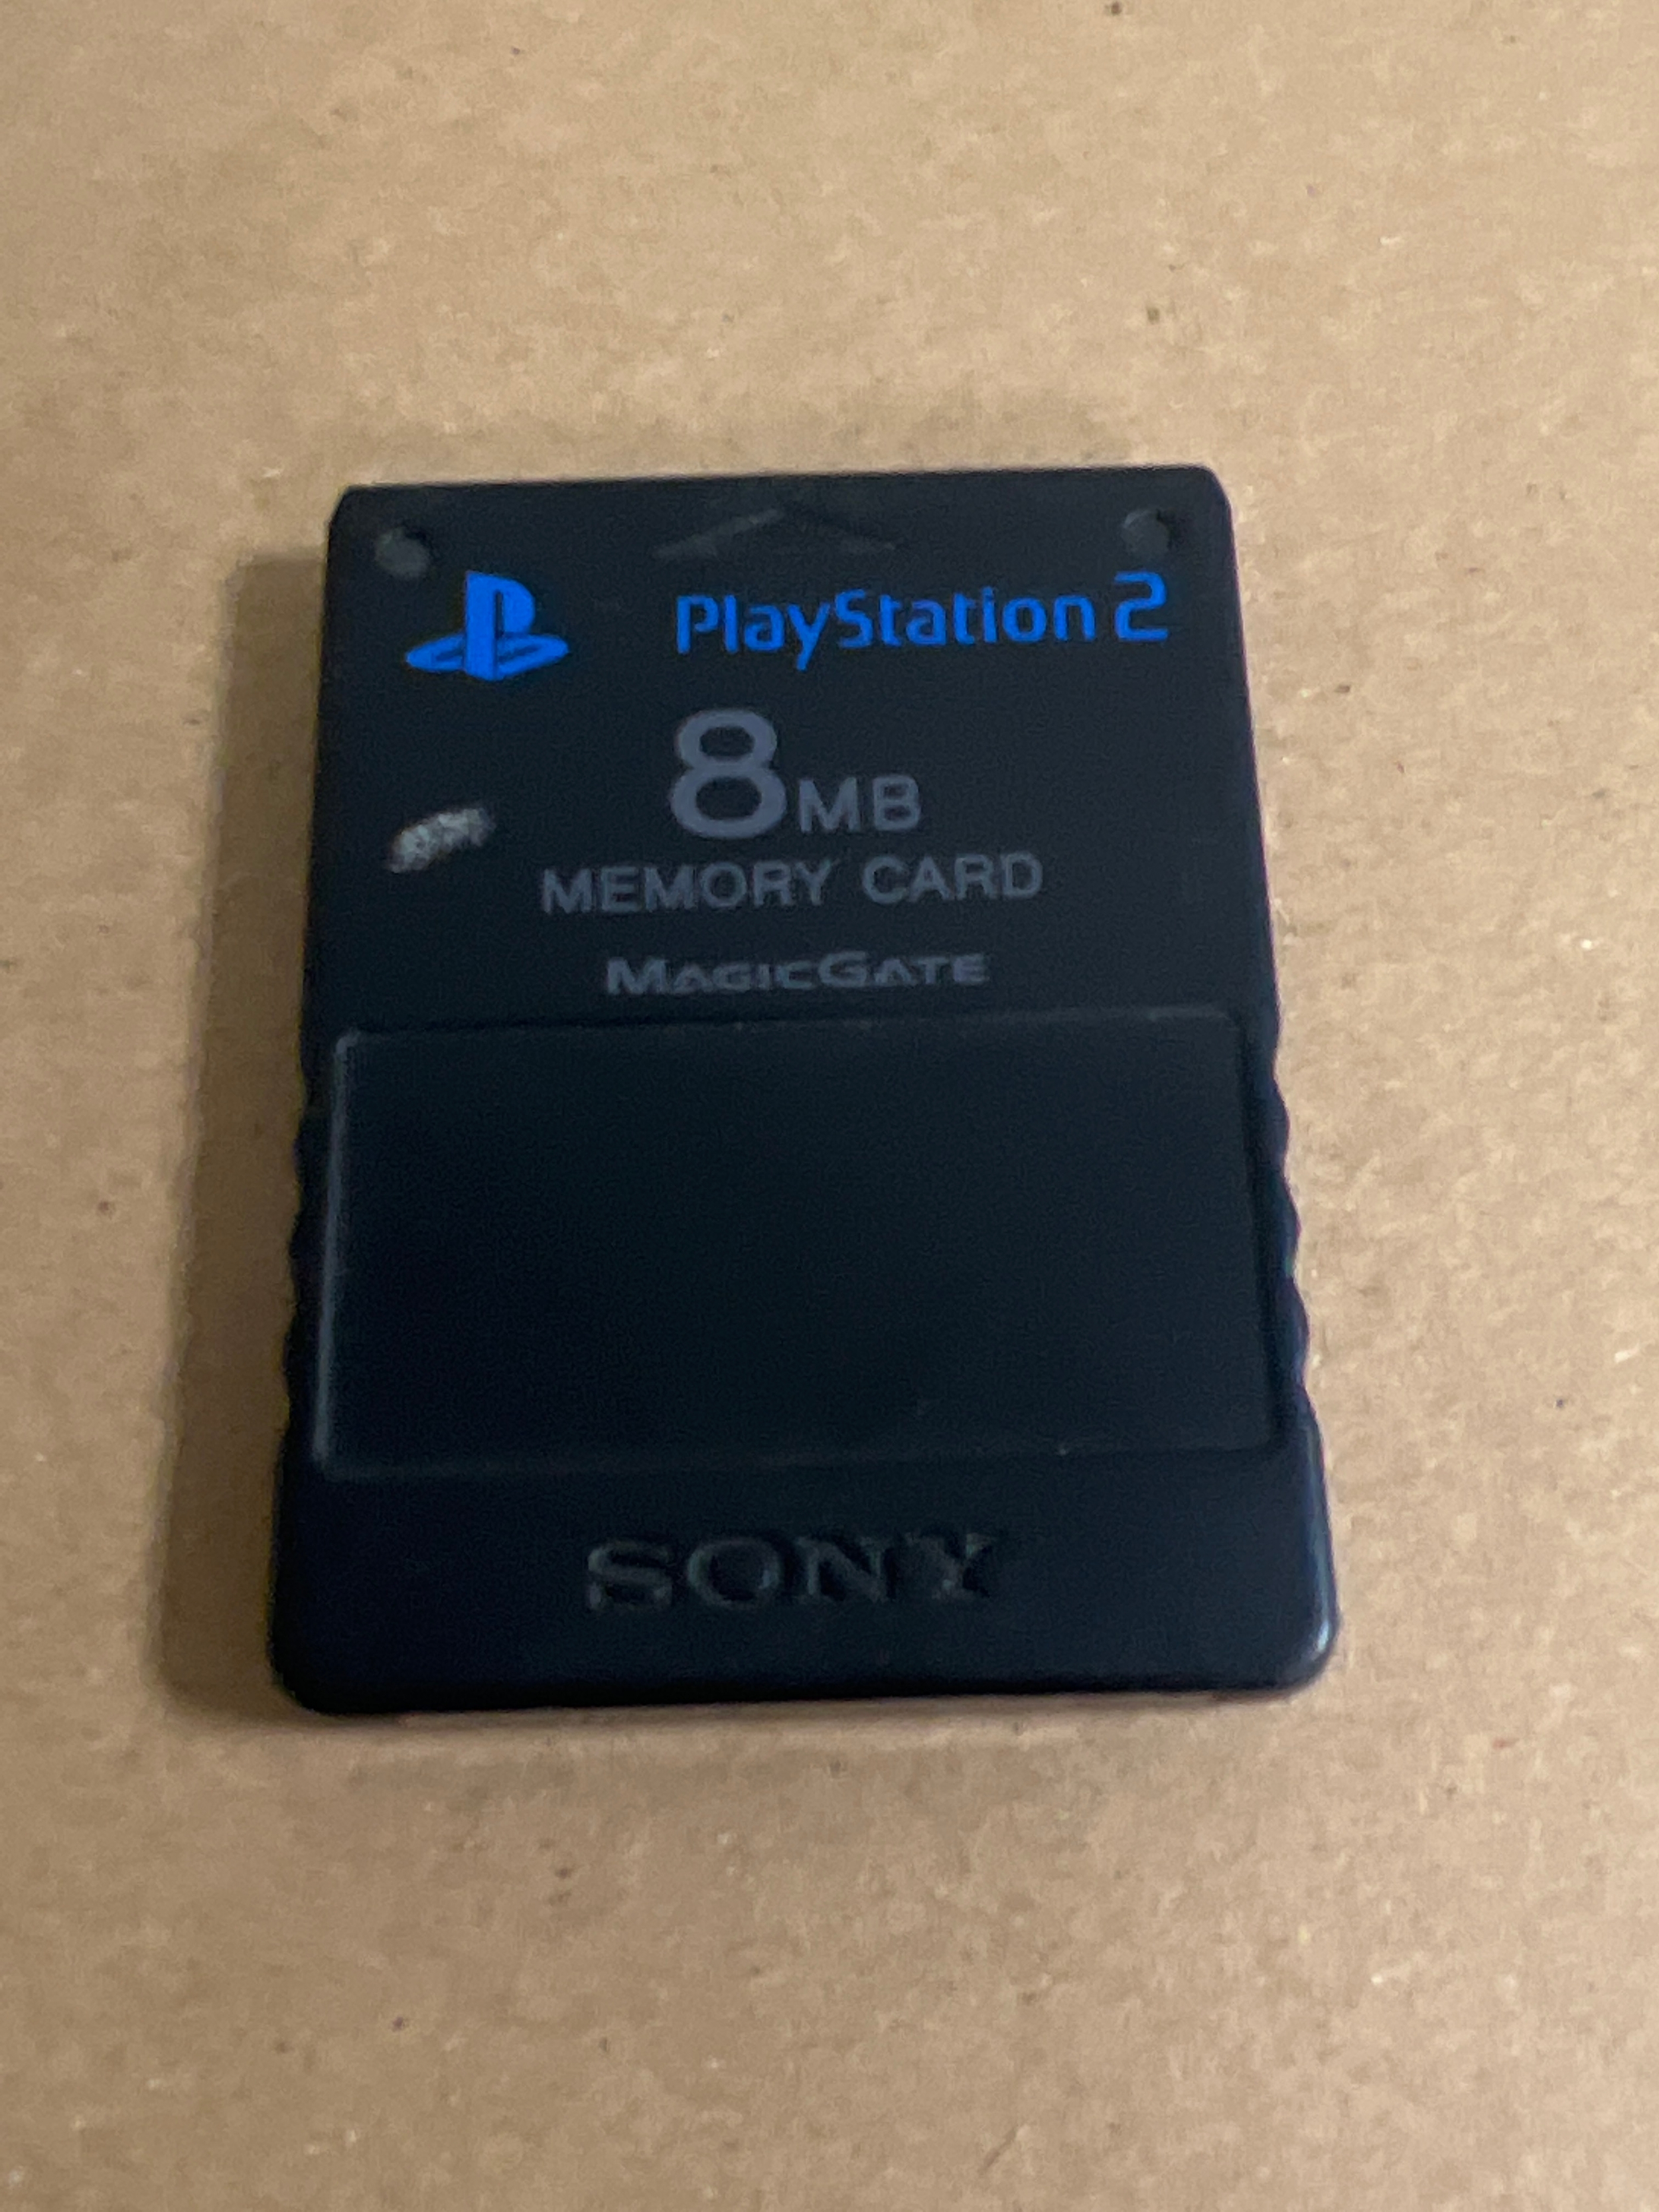 PlayStation 2
8MB
MEMORY CARD
MAGICGATE
SONY